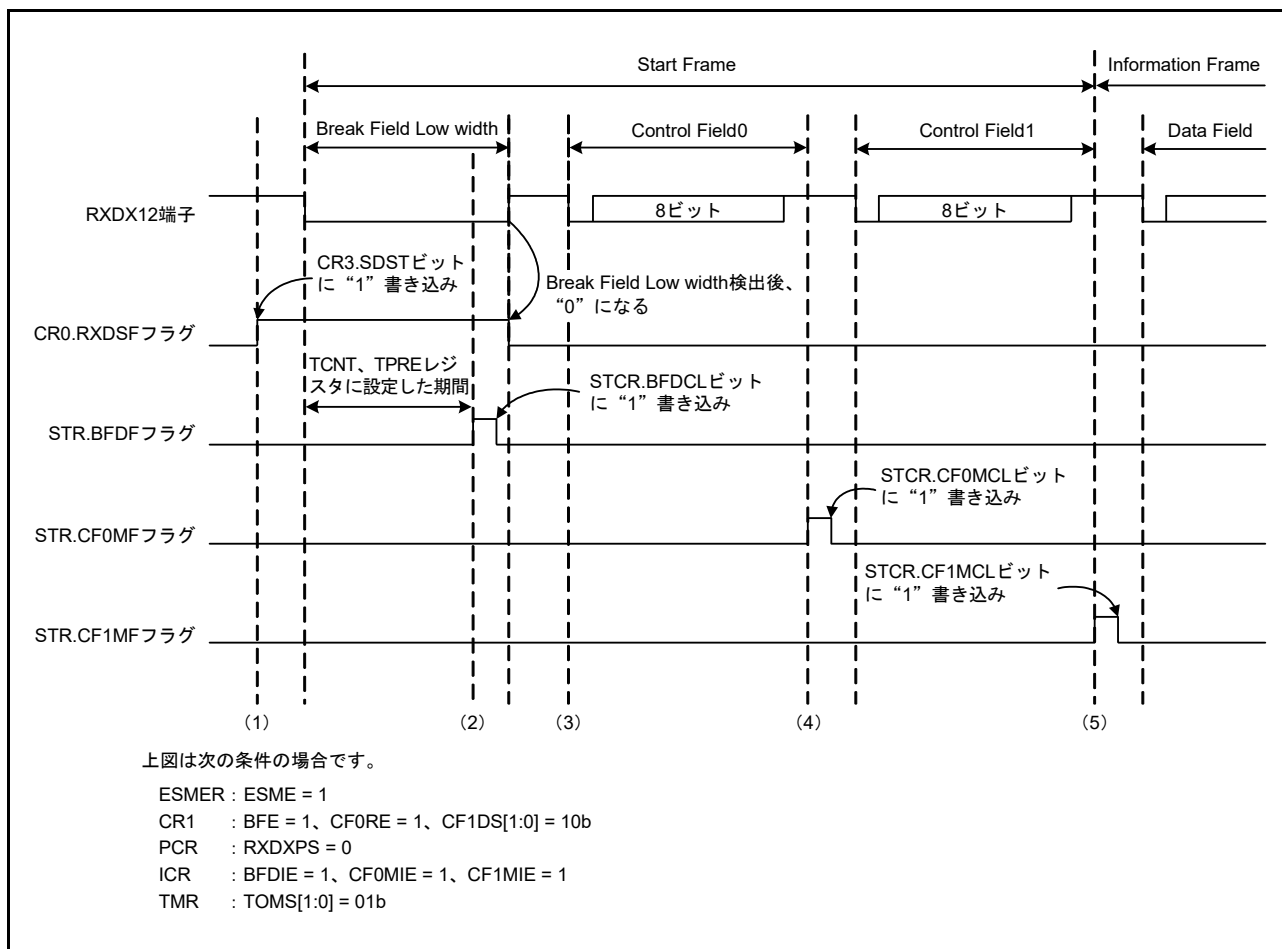 Start Frame
Information Frame
Break Field Low width
Control Field0
Control Field1
Data Field
RXDX12端子
8ビット
8ビット
CR3.SDSTビット
に“1”書き込み
Break Field Low width検出後、
“0”になる
CR0.RXDSFフラグ
TCNT、TPREレジ
スタに設定した期間
STCR.BFDCLビット
に“1”書き込み
STR.BFDFフラグ
STCR.CF0MCLビット
に“1”書き込み
STR.CF0MFフラグ
STCR.CF1MCLビット
に“1”書き込み
STR.CF1MFフラグ
(1)
(2)
(3)
(4)
(5)
上図は次の条件の場合です。
ESMER : ESME = 1
CR1 : BFE = 1、CF0RE = 1、CF1DS[1:0] = 10b
PCR : RXDXPS = 0
ICR : BFDIE = 1、CF0MIE = 1、CF1MIE = 1
TMR : TOMS[1:0] = 01b